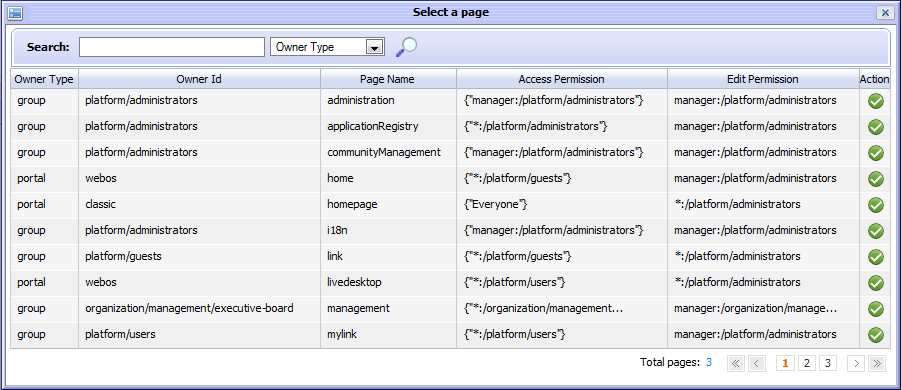 Select a page
Search: Owner Type
Owner Type Owner Id Page Name Access Permission Edit Permission Action
group platform/administrators administration {"manager:/platform/administrators"} manager:/platform/administrators
group platform/administrators applicationRegistry {"*:/platform/administrators"} manager:/platform/administrators
group platform/administrators communityManagement {"manager:/platform/administrators"} manager:/platform/administrators
portal webos home {"*:/platform/guests"} manager:/platform/administrators
portal classic homepage {"Everyone"} *:/platform/administrators
group platform/administrators i18n {"manager:/platform/administrators"} manager:/platform/administrators
group platform/guests link {"*:/platform/guests"} *:/platform/administrators
portal webos livedesktop {"*:/platform/users"} *:/platform/administrators
group organization/management/executive-board management {"*:/organization/management... manager:/organization/manage...
group platform/users mylink {"*:/platform/users"} manager:/platform/administrators
Total pages: 3 << < 1 2 3 > >>